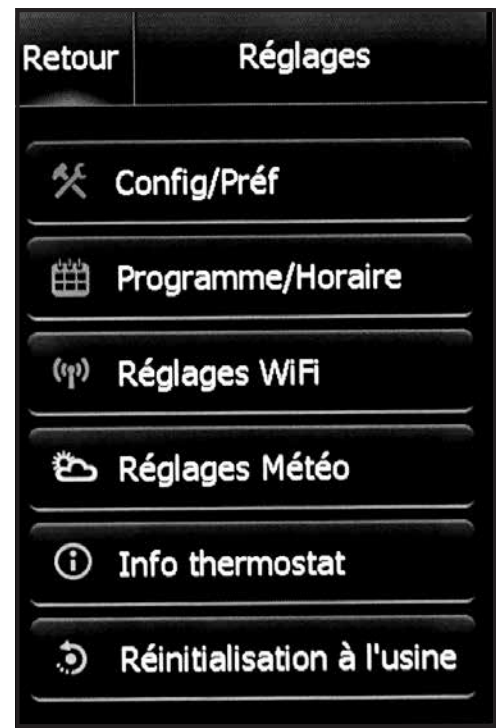 Retour
Réglages
Config/Préf
Programme/Horaire
Réglages WiFi
Réglages Météo
Info thermostat
Réinitialisation à l'usine